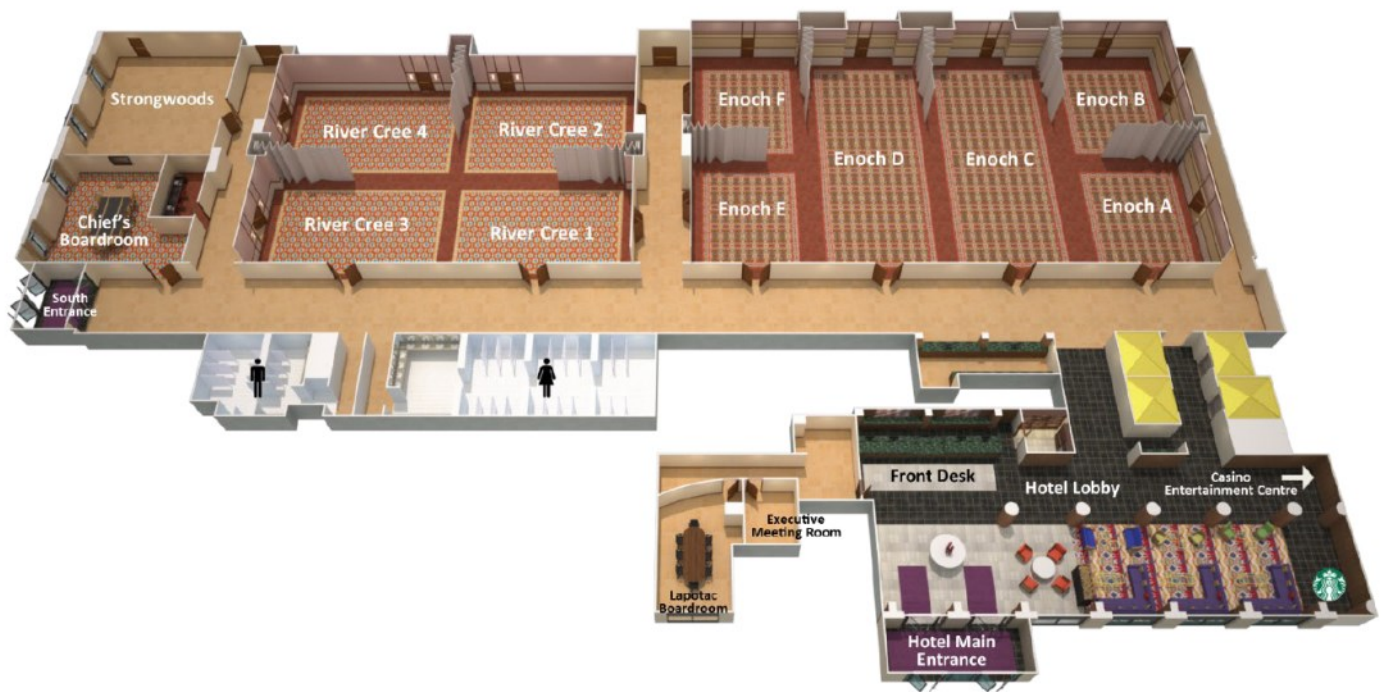 Strongwoods
River Cree 4
River Cree 2
Enoch F
Enoch B
Enoch D
Enoch C
Chief's
Boardroom
River Cree 3
River Cree 1
Enoch E
Enoch A
South
Entrance
Front Desk
Hotel Lobby
Casino
Entertainment Centre
Executive
Meeting Room
Lapotac
Boardroom
Hotel Main
Entrance